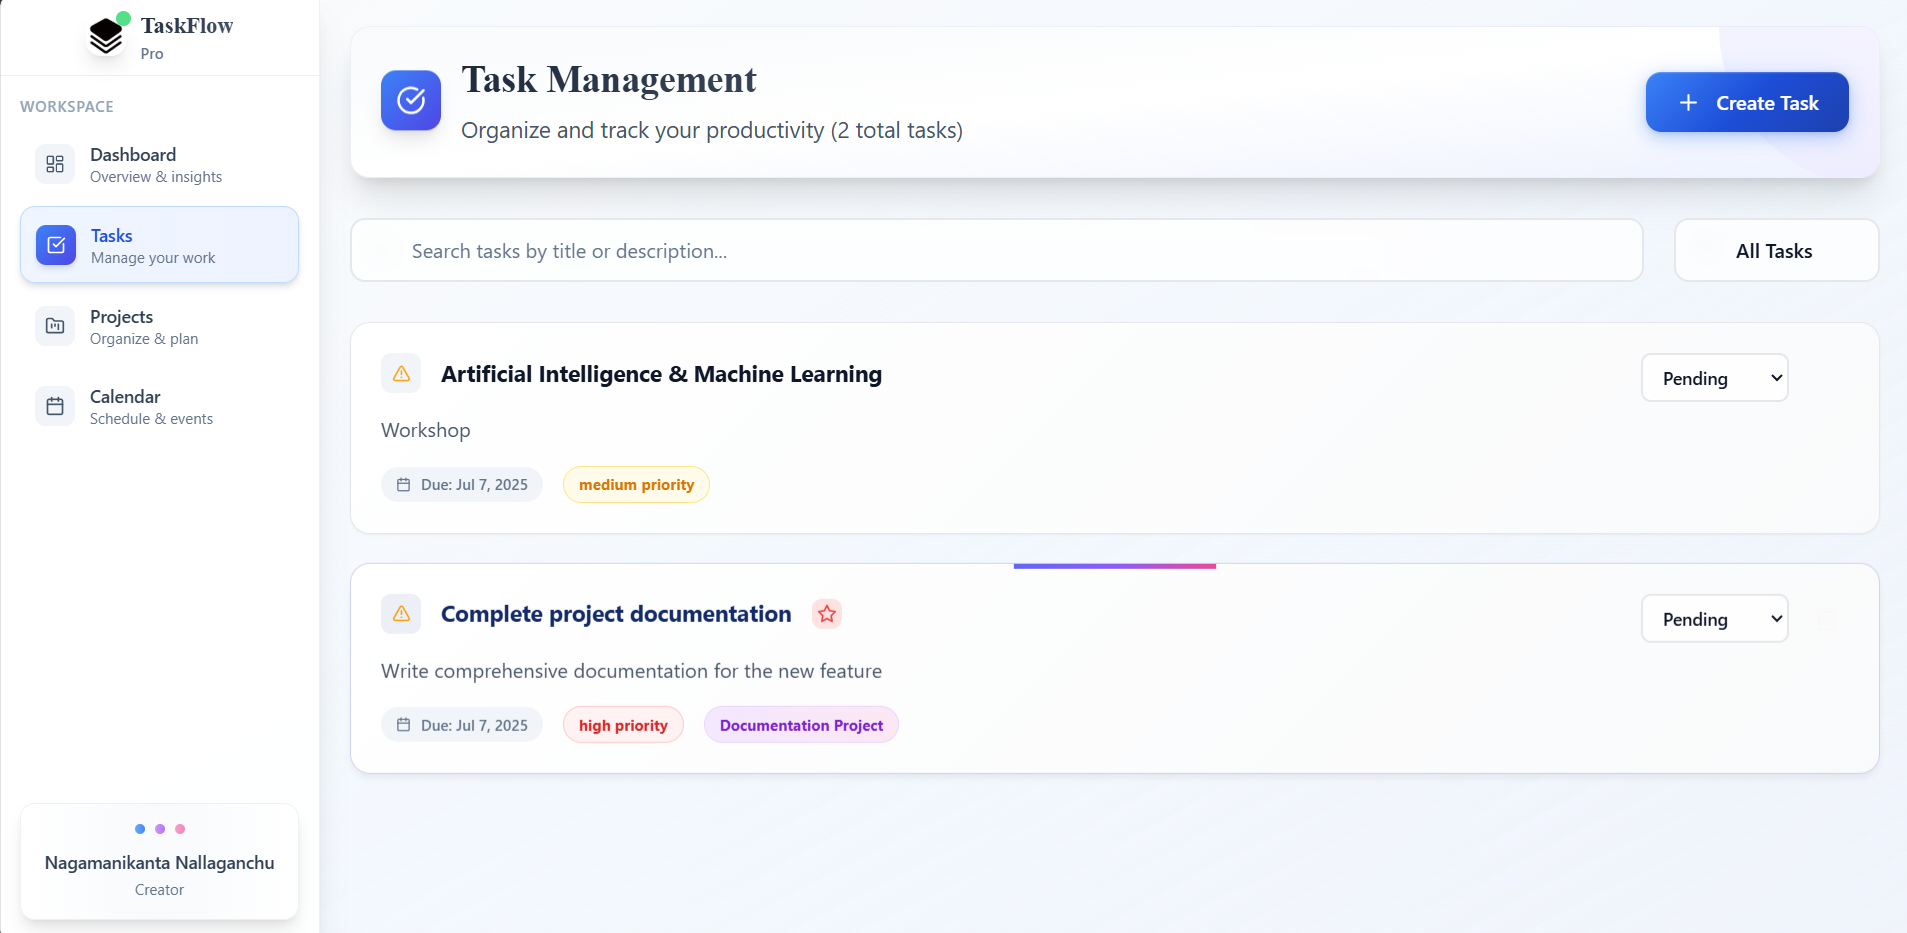 TaskFlow
Pro
WORKSPACE
Dashboard
Overview & insights
Tasks
Manage your work
Projects
Organize & plan
Calendar
Schedule & events
Nagamanikanta Nallaganchu
Creator
Task Management
Organize and track your productivity (2 total tasks)
Create Task
Search tasks by title or description...
All Tasks
Artificial Intelligence & Machine Learning
Pending
Workshop
Due: Jul 7, 2025
medium priority
Complete project documentation
Pending
Write comprehensive documentation for the new feature
Due: Jul 7, 2025
high priority
Documentation Project